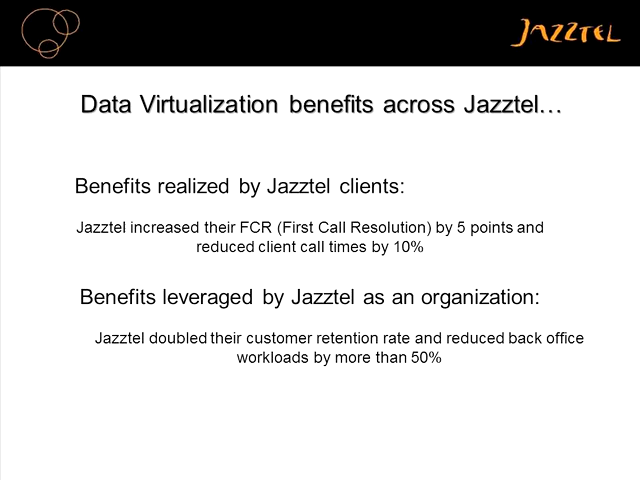 JAZZTEL
Data Virtualization benefits across Jazztel…
Benefits realized by Jazztel clients:
Jazztel increased their FCR (First Call Resolution) by 5 points and
reduced client call times by 10%
Benefits leveraged by Jazztel as an organization:
Jazztel doubled their customer retention rate and reduced back office
workloads by more than 50%